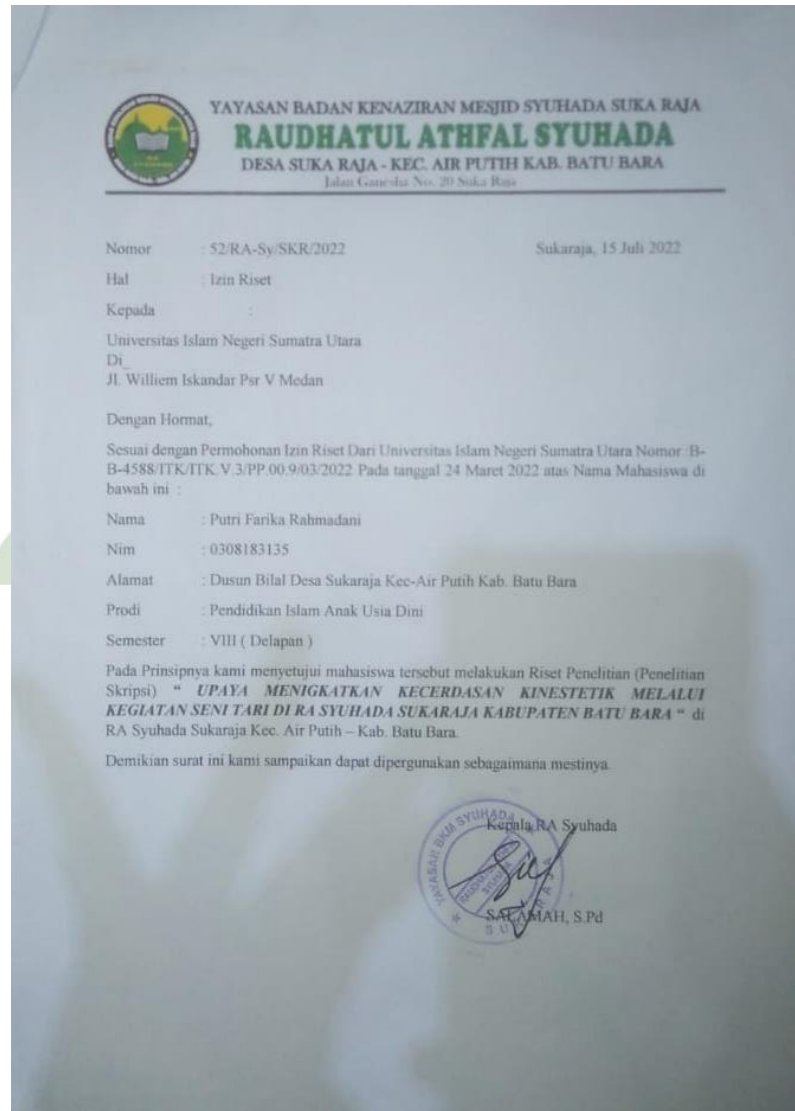 YAYASAN BADAN KENAZIRAN MESJID SYUHADA SUKA RAJA
RAUDHATUL ATHFAL SYUHADA
DESA SUKA RAJA - KEC. AIR PUTIH KAB. BATU BARA
Jalan Ganesha No. 20 Suka Raja
Nomor : 52/RA-Sy/SKR/2022 Sukaraja, 15 Juli 2022
Hal : Izin Riset
Kepada :
Universitas Islam Negeri Sumatra Utara
Di_
Jl. Williem Iskandar Psr V Medan
Dengan Hormat,
Sesuai dengan Permohonan Izin Riset Dari Universitas Islam Negeri Sumatra Utara Nomor :B-
B-4588/ITK/ITK.V.3/PP.00.9/03/2022 Pada tanggal 24 Maret 2022 atas Nama Mahasiswa di
bawah ini :
Nama : Putri Farika Rahmadani
Nim : 0308183135
Alamat : Dusun Bilal Desa Sukaraja Kec-Air Putih Kab. Batu Bara
Prodi : Pendidikan Islam Anak Usia Dini
Semester : VIII ( Delapan )
Pada Prinsipnya kami menyetujui mahasiswa tersebut melakukan Riset Penelitian (Penelitian
Skripsi) " UPAYA MENIGKATKAN KECERDASAN KINESTETIK MELALUI
KEGIATAN SENI TARI DI RA SYUHADA SUKARAJA KABUPATEN BATU BARA " di
RA Syuhada Sukaraja Kec. Air Putih – Kab. Batu Bara.
Demikian surat ini kami sampaikan dapat dipergunakan sebagaimana mestinya.
Kepala RA Syuhada
YAYASAN BKM SYUHADA
SALAMAH, S.Pd